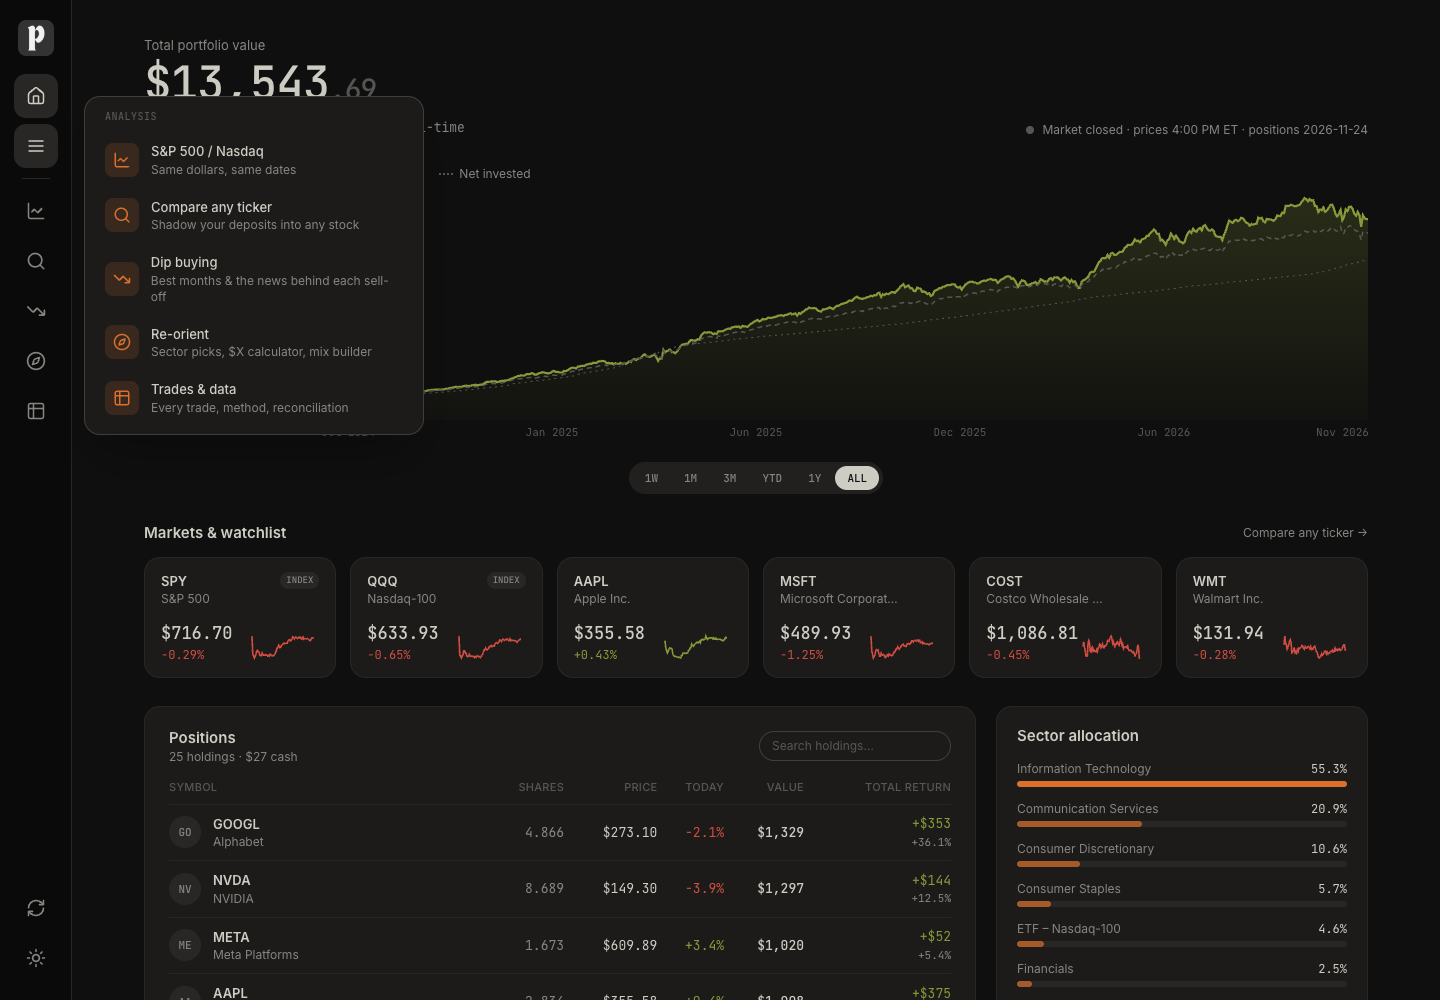 p
Total portfolio value
$13,543.69
-time
Market closed · prices 4:00 PM ET · positions 2026-11-24
Net invested
ANALYSIS
S&P 500 / Nasdaq
Same dollars, same dates
Compare any ticker
Shadow your deposits into any stock
Dip buying
Best months & the news behind each sell-
off
Re-orient
Sector picks, $X calculator, mix builder
Trades & data
Every trade, method, reconciliation
Jan 2025
Jun 2025
Dec 2025
Jun 2026
Nov 2026
1W 1M 3M YTD 1Y ALL
Markets & watchlist
Compare any ticker →
SPY INDEX
S&P 500
$716.70
-0.29%
QQQ INDEX
Nasdaq-100
$633.93
-0.65%
AAPL
Apple Inc.
$355.58
+0.43%
MSFT
Microsoft Corporat...
$489.93
-1.25%
COST
Costco Wholesale ...
$1,086.81
-0.45%
WMT
Walmart Inc.
$131.94
-0.28%
Positions
25 holdings · $27 cash
Search holdings...
SYMBOL SHARES PRICE TODAY VALUE TOTAL RETURN
GO GOOGL 4.866 $273.10 -2.1% $1,329 +$353
Alphabet +36.1%
NV NVDA 8.689 $149.30 -3.9% $1,297 +$144
NVIDIA +12.5%
ME META 1.673 $609.89 +3.4% $1,020 +$52
Meta Platforms +5.4%
AAPL +$375
Sector allocation
Information Technology 55.3%
Communication Services 20.9%
Consumer Discretionary 10.6%
Consumer Staples 5.7%
ETF – Nasdaq-100 4.6%
Financials 2.5%